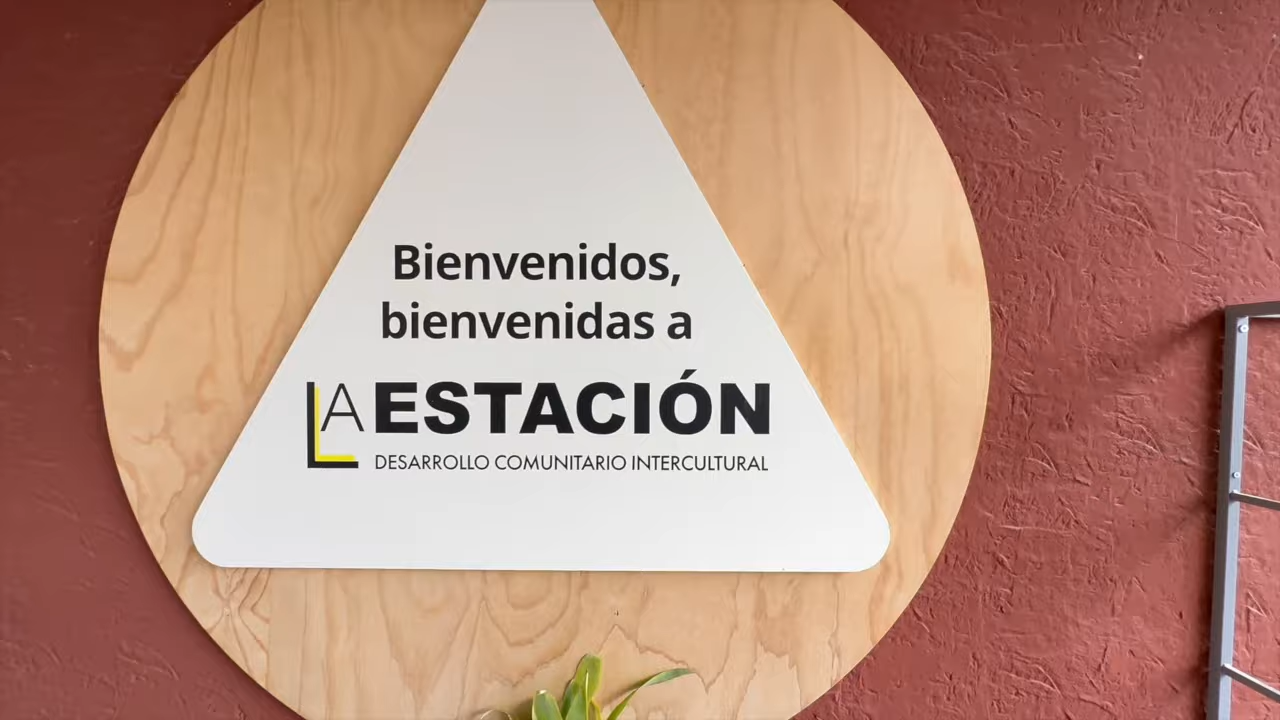 Bienvenidos,
bienvenidas a
LA ESTACIÓN
DESARROLLO COMUNITARIO INTERCULTURAL